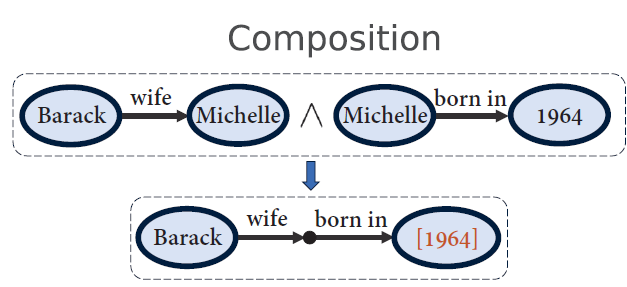 Composition
wife born in
Barack Michelle ∧ Michelle 1964
wife born in
Barack [1964]